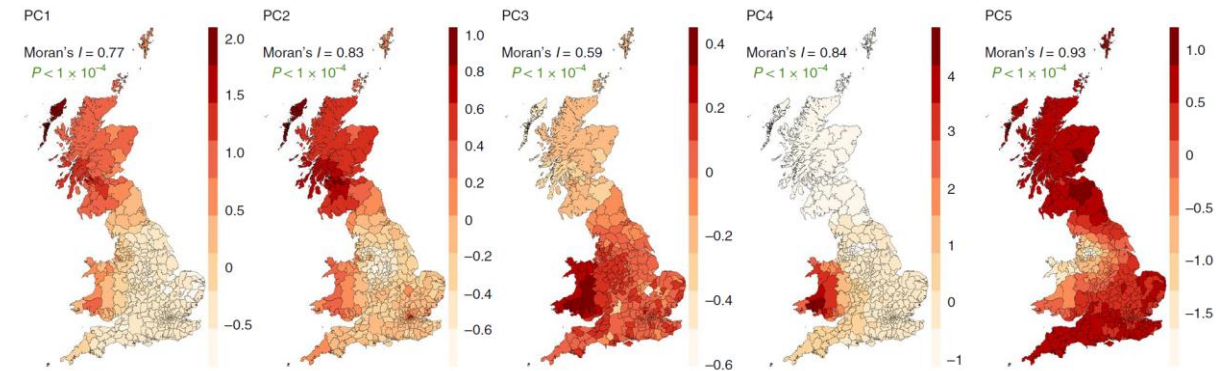 PC1
Moran's I = 0.77
P < 1 × 10⁻⁴
2.0
1.5
1.0
0.5
0
–0.5
PC2
Moran's I = 0.83
P < 1 × 10⁻⁴
1.0
0.8
0.6
0.4
0.2
0
–0.2
–0.4
–0.6
PC3
Moran's I = 0.59
P < 1 × 10⁻⁴
0.4
0.2
0
–0.2
–0.4
–0.6
PC4
Moran's I = 0.84
P < 1 × 10⁻⁴
4
3
2
1
0
–1
PC5
Moran's I = 0.93
P < 1 × 10⁻⁴
1.0
0.5
0
–0.5
–1.0
–1.5